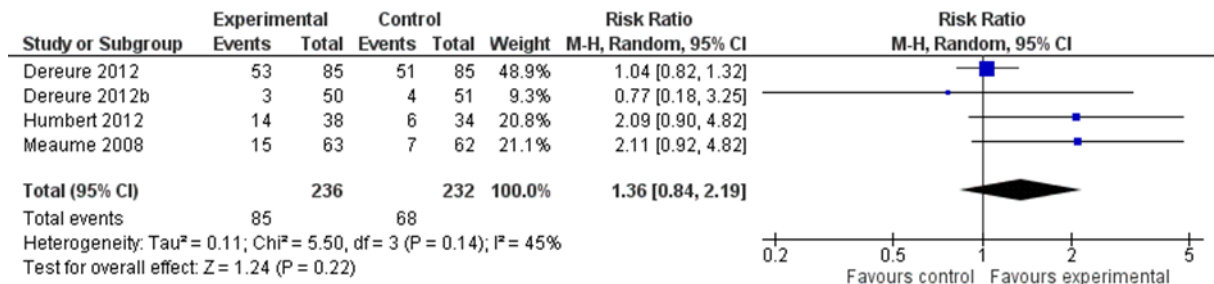 Experimental Control Risk Ratio Risk Ratio
Study or Subgroup Events Total Events Total Weight M-H, Random, 95% CI M-H, Random, 95% CI
Dereure 2012 53 85 51 85 48.9% 1.04 [0.82, 1.32]
Dereure 2012b 3 50 4 51 9.3% 0.77 [0.18, 3.25]
Humbert 2012 14 38 6 34 20.8% 2.09 [0.90, 4.82]
Meaume 2008 15 63 7 62 21.1% 2.11 [0.92, 4.82]
Total (95% CI) 236 232 100.0% 1.36 [0.84, 2.19]
Total events 85 68
Heterogeneity: Tau² = 0.11; Chi² = 5.50, df = 3 (P = 0.14); I² = 45%
Test for overall effect: Z = 1.24 (P = 0.22)
0.2 0.5 1 2 5
Favours control Favours experimental